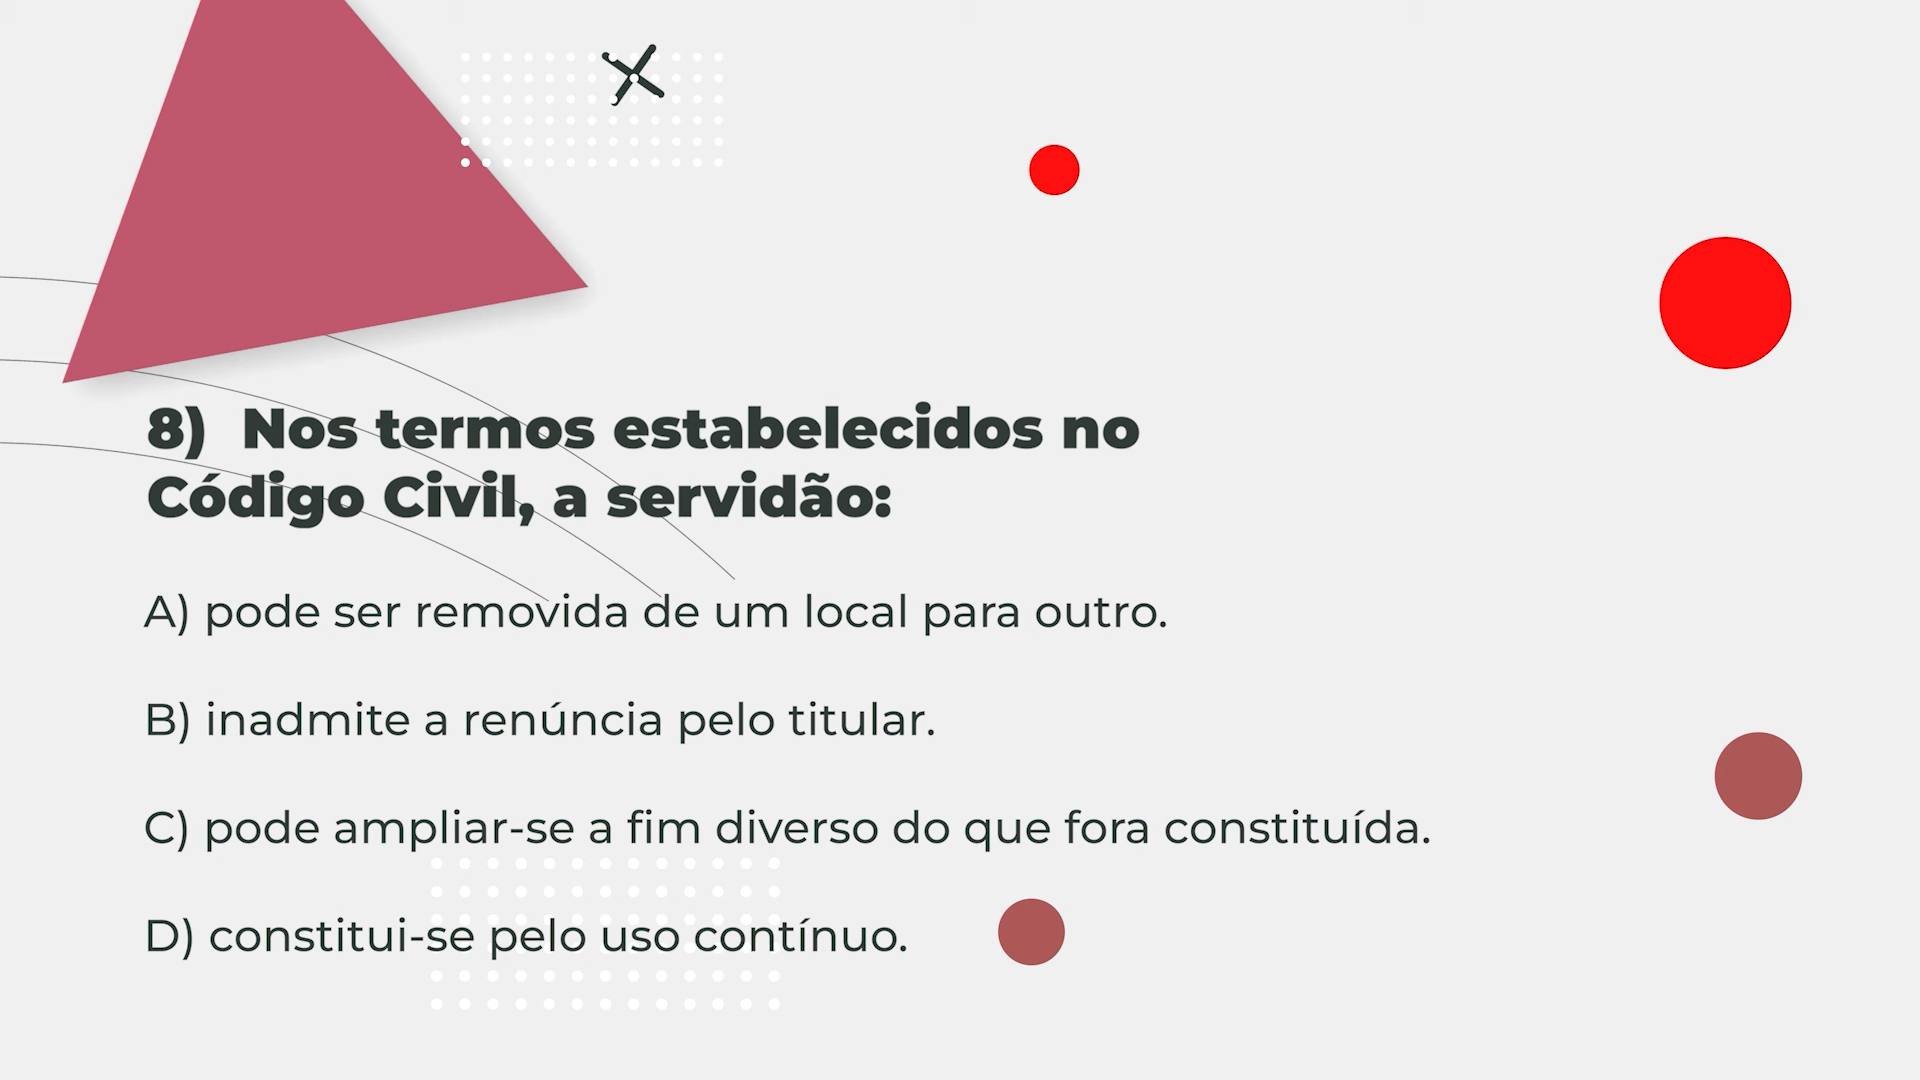 8) Nos termos estabelecidos no
Código Civil, a servidão:
A) pode ser removida de um local para outro.
B) inadmite a renúncia pelo titular.
C) pode ampliar-se a fim diverso do que fora constituída.
D) constitui-se pelo uso contínuo.